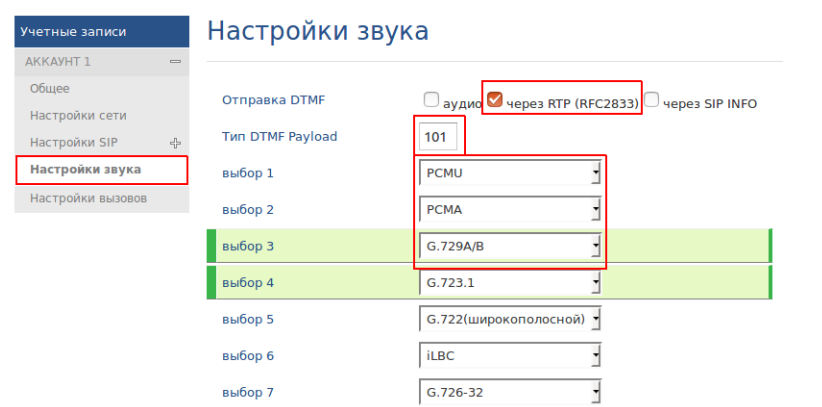 Учетные записи
АККАУНТ 1
Общее
Настройки сети
Настройки SIP
Настройки звука
Настройки вызовов
Настройки звука
Отправка DTMF аудио через RTP (RFC2833) через SIP INFO
Тип DTMF Payload 101
выбор 1 PCMU
выбор 2 PCMA
выбор 3 G.729A/B
выбор 4 G.723.1
выбор 5 G.722(широкополосной)
выбор 6 iLBC
выбор 7 G.726-32